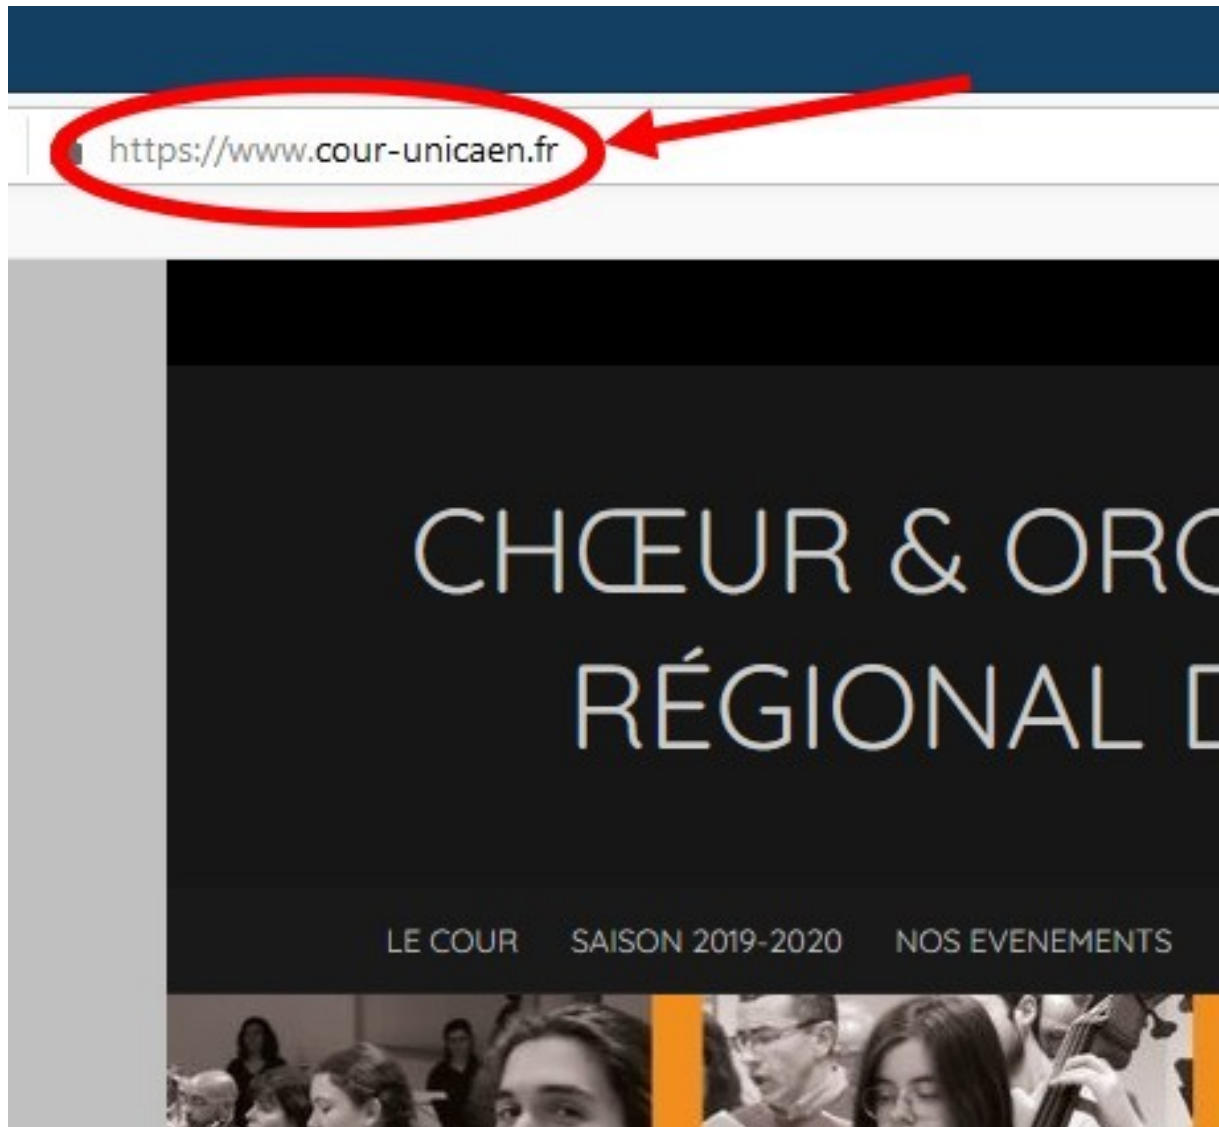 https://www.cour-unicaen.fr
CHŒUR & ORC
RÉGIONAL D
LE COUR SAISON 2019-2020 NOS EVENEMENTS